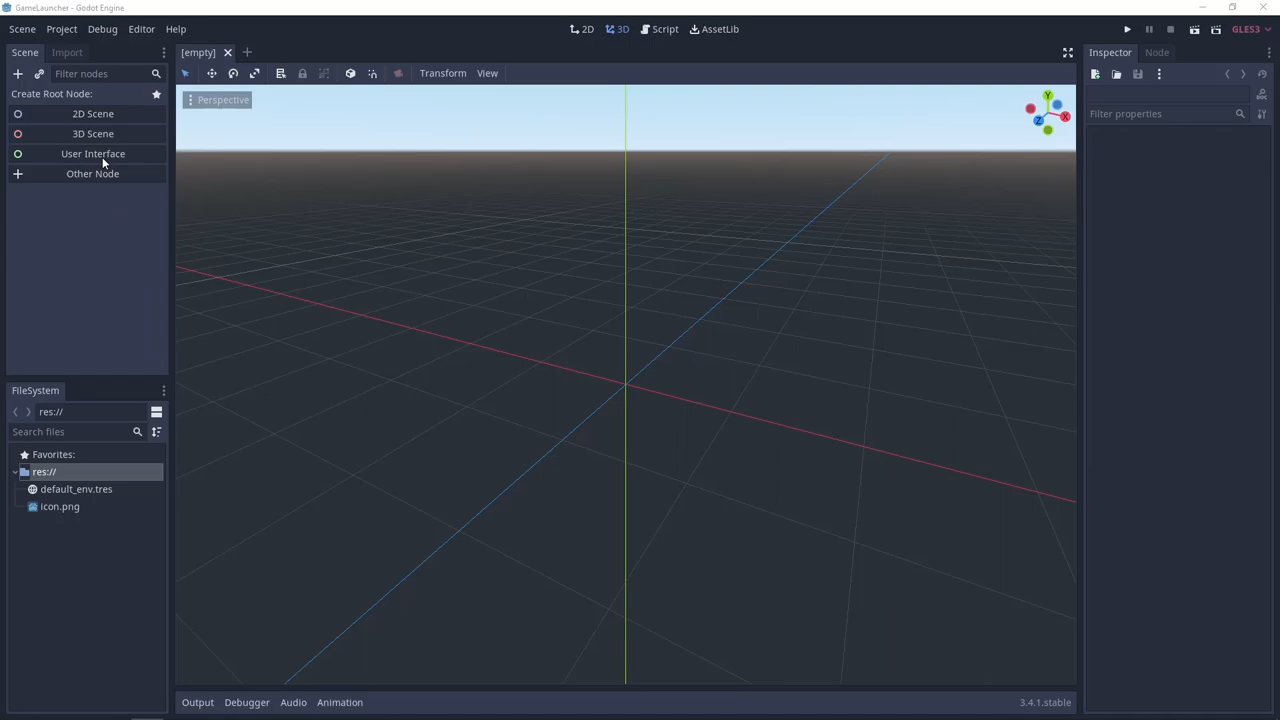 GameLauncher - Godot Engine
Scene Project Debug Editor Help
2D 3D Script AssetLib
GLES3
Scene Import
[empty]
Inspector Node
Filter nodes
Transform View
Create Root Node:
Perspective
Y
X
Z
2D Scene
Filter properties
3D Scene
User Interface
Other Node
FileSystem
res://
Search files
Favorites:
res://
default_env.tres
icon.png
Output Debugger Audio Animation
3.4.1.stable